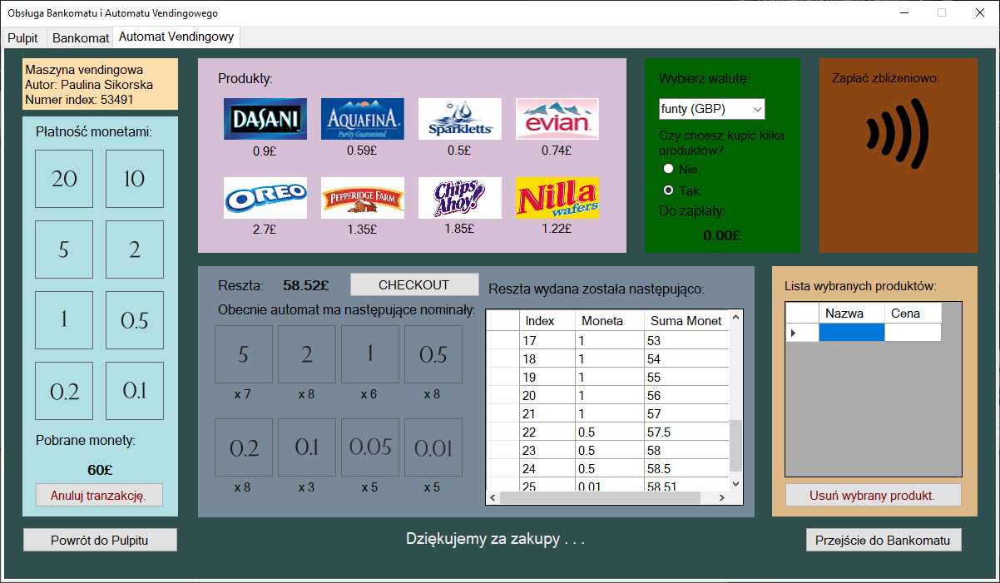 Obsługa Bankomatu i Automatu Vendingowego
Pulpit
Bankomat
Automat Vendingowy
Maszyna vendingowa
Autor: Paulina Sikorska
Numer index: 53491
Płatność monetami:
20
10
5
2
1
0.5
0.2
0.1
Pobrane monety:
60£
Anuluj tranzakcję.
Powrót do Pulpitu
Produkty:
DASANI
AQUAFINA
Purity Guaranteed
Sparkletts
evian.
0.9£
0.59£
0.5£
0.74£
OREO
PEPPERIDGE FARM
Chips Ahoy!
Nilla wafers
2.7£
1.35£
1.85£
1.22£
Wybierz walutę:
funty (GBP)
Czy chcesz kupić kilka
produktów?
Nie.
Tak.
Do zapłaty:
0.00£
Zapłać zbliżeniowo:
Reszta:
58.52£
CHECKOUT
Obecnie automat ma następujące nominały:
5
2
1
0.5
x 7
x 8
x 6
x 8
0.2
0.1
0.05
0.01
x 8
x 3
x 5
x 5
Reszta wydana została następująco:
Index Moneta Suma Monet
17 1 53
18 1 54
19 1 55
20 1 56
21 1 57
22 0.5 57.5
23 0.5 58
24 0.5 58.5
25 0.01 58.51
Lista wybranych produktów:
Nazwa Cena
Usuń wybrany produkt.
Dziękujemy za zakupy . . .
Przejście do Bankomatu